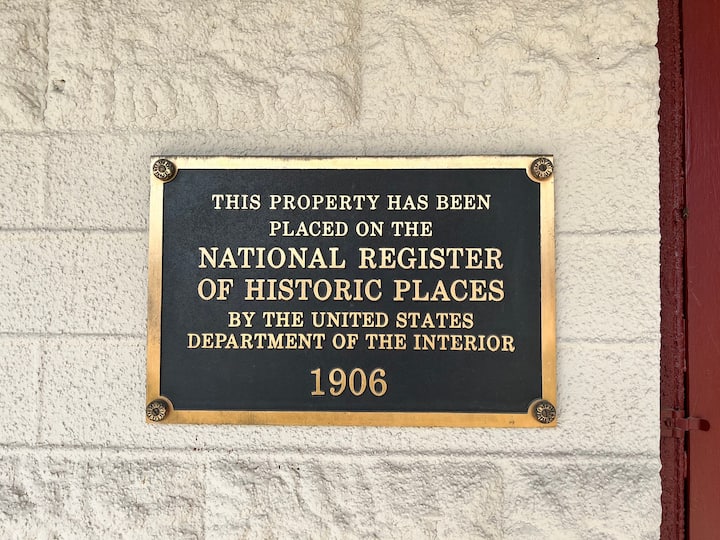 THIS PROPERTY HAS BEEN
PLACED ON THE
NATIONAL REGISTER
OF HISTORIC PLACES
BY THE UNITED STATES
DEPARTMENT OF THE INTERIOR
1906